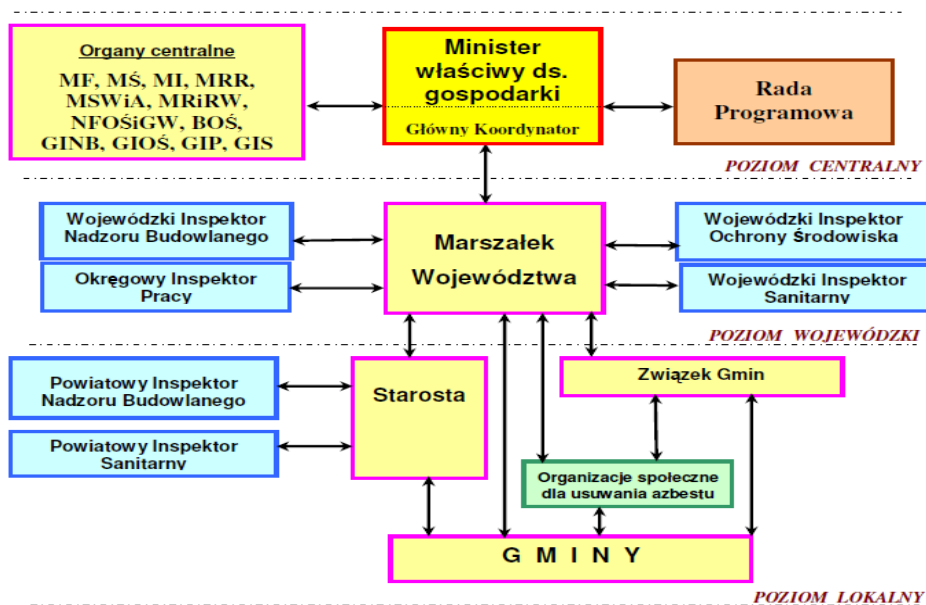 Organy centralne
MF, MŚ, MI, MRR,
MSWiA, MRiRW,
NFOŚiGW, BOŚ,
GINB, GIOŚ, GIP, GIS
Minister
właściwy ds.
gospodarki
Główny Koordynator
Rada
Programowa
POZIOM CENTRALNY
Wojewódzki Inspektor
Nadzoru Budowlanego
Okręgowy Inspektor
Pracy
Marszałek
Województwa
Wojewódzki Inspektor
Ochrony Środowiska
Wojewódzki Inspektor
Sanitarny
POZIOM WOJEWÓDZKI
Powiatowy Inspektor
Nadzoru Budowlanego
Powiatowy Inspektor
Sanitarny
Starosta
Związek Gmin
Organizacje społeczne
dla usuwania azbestu
G M I N Y
POZIOM LOKALNY